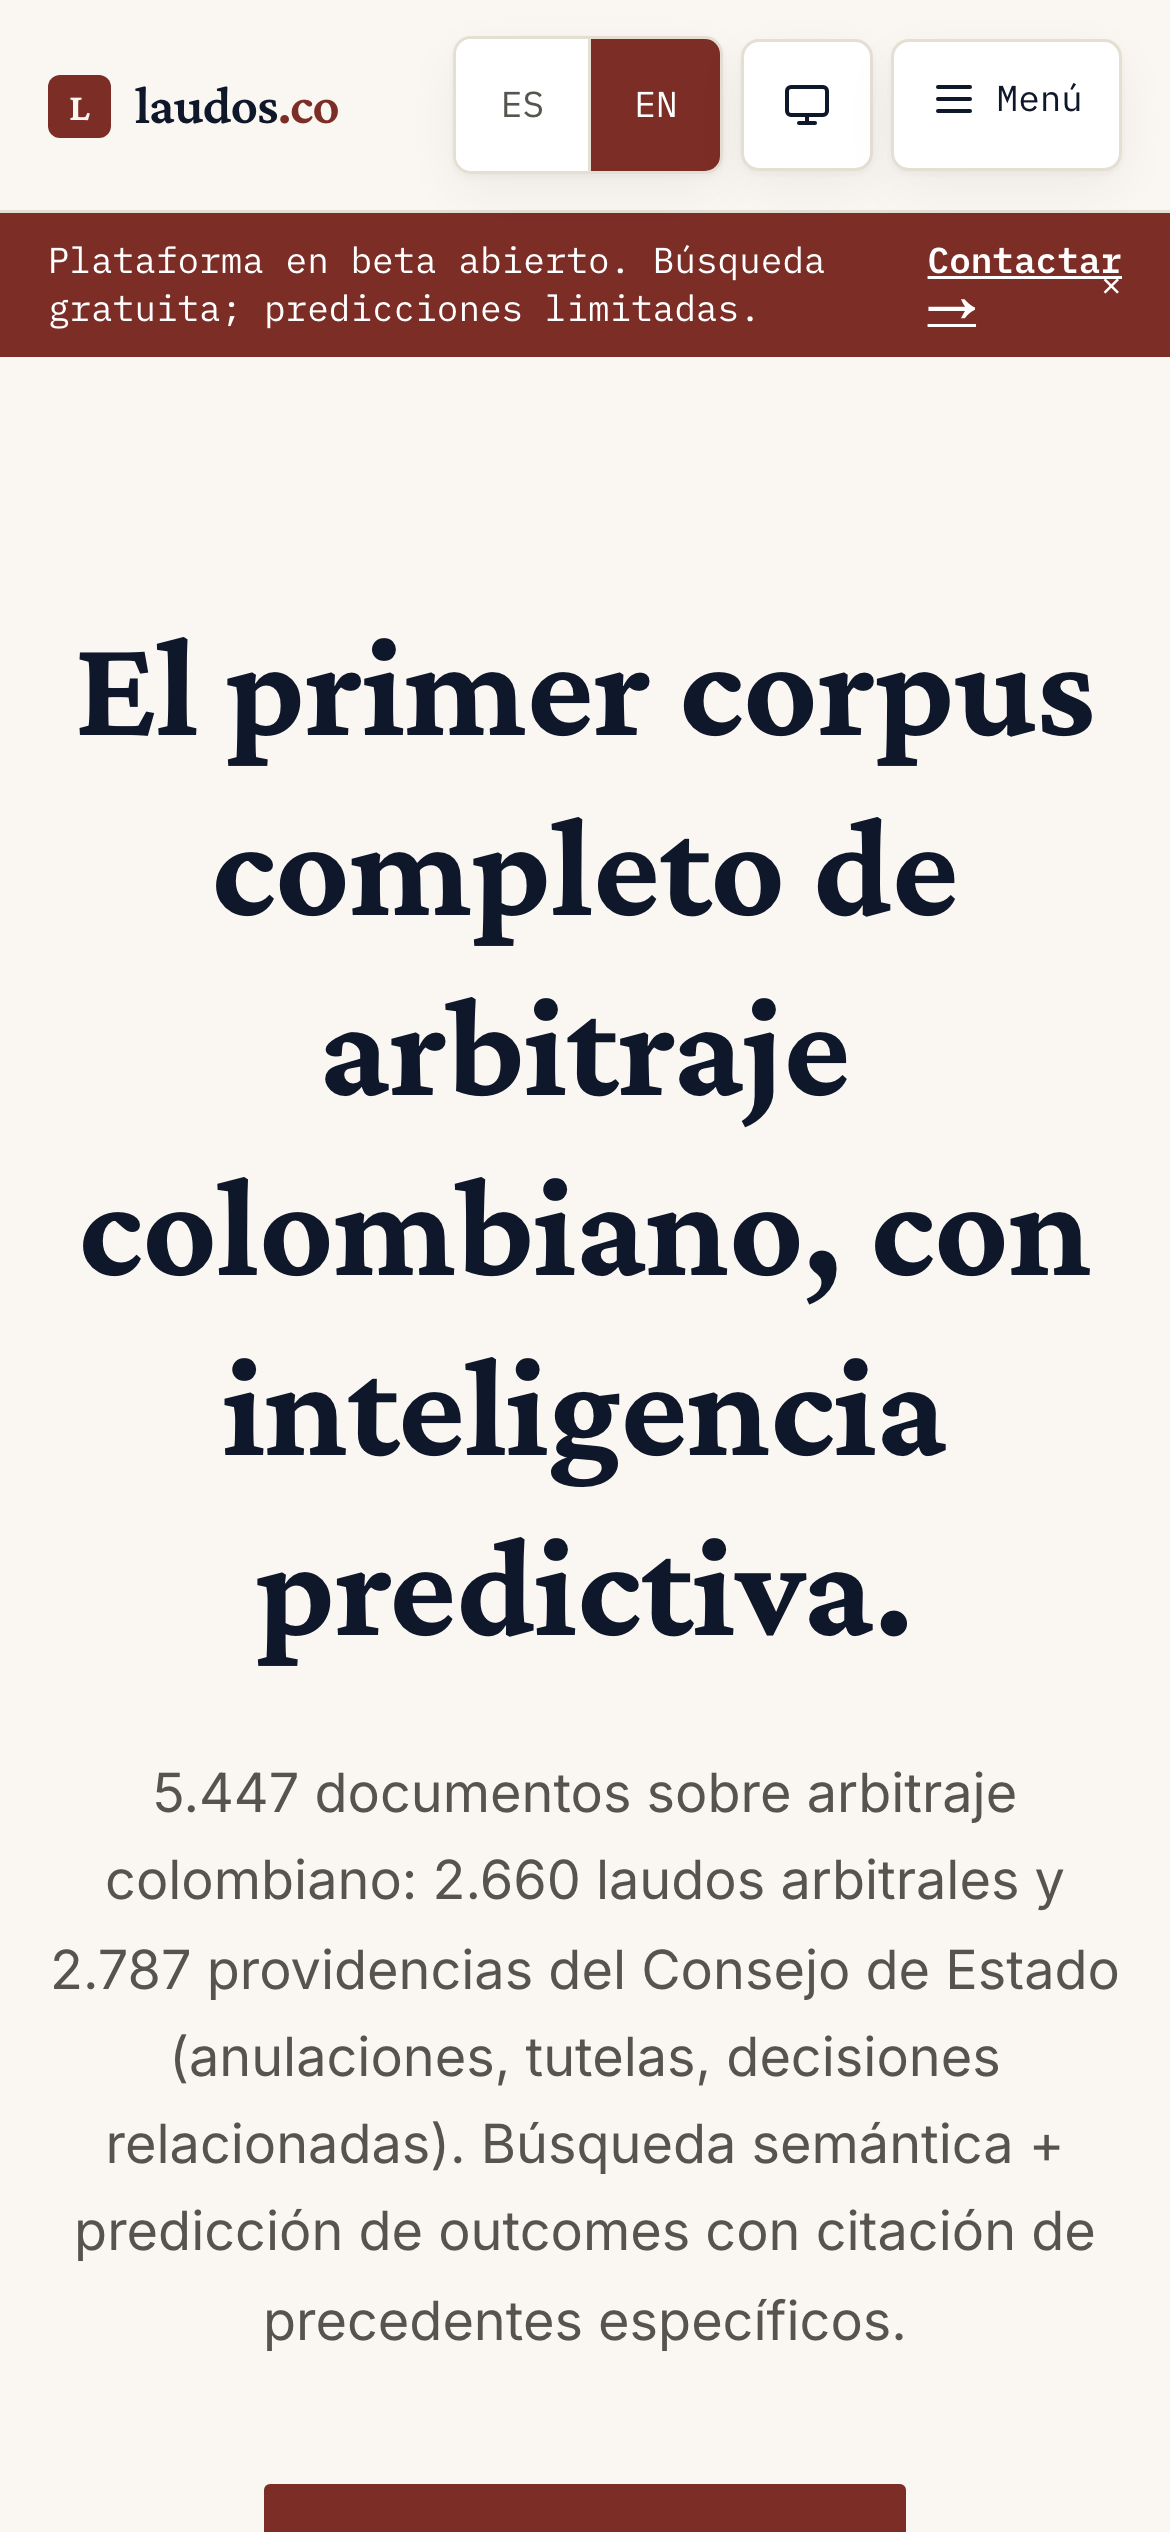 L laudos.co
ES EN Menú
Plataforma en beta abierto. Búsqueda
gratuita; predicciones limitadas.
Contactar
→
×
El primer corpus
completo de
arbitraje
colombiano, con
inteligencia
predictiva.
5.447 documentos sobre arbitraje
colombiano: 2.660 laudos arbitrales y
2.787 providencias del Consejo de Estado
(anulaciones, tutelas, decisiones
relacionadas). Búsqueda semántica +
predicción de outcomes con citación de
precedentes específicos.